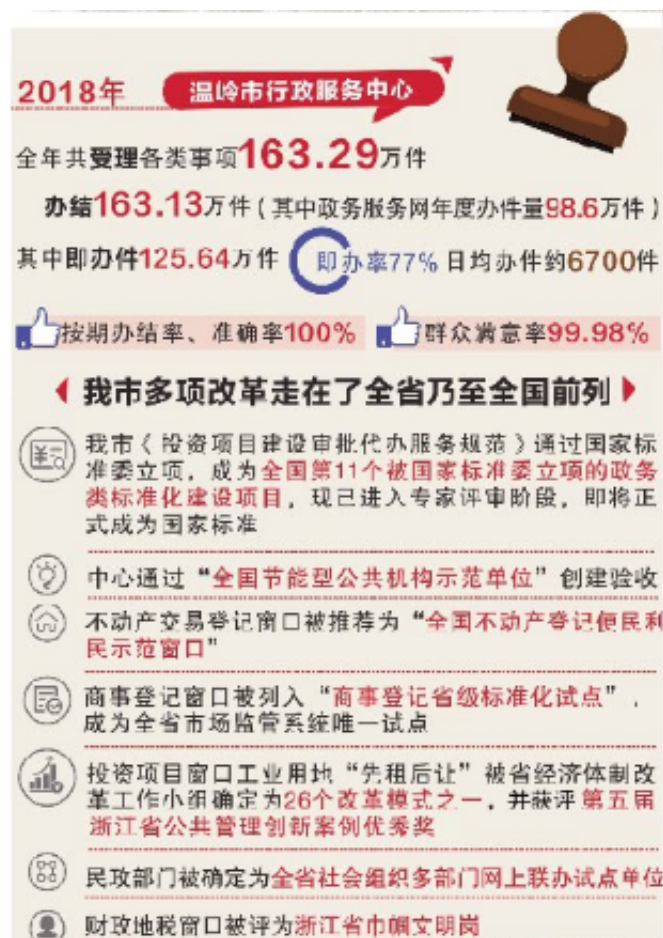 2018年
温岭市行政服务中心
全年共受理各类事项163.29万件
办结163.13万件(其中政务服务网年度办件量98.6万件)
其中即办件125.64万件 即办率77% 日均办件约6700件
按期办结率、准确率100% 群众满意率99.98%
我市多项改革走在了全省乃至全国前列
我市《投资项目建设审批代办服务规范》通过国家标
准委立项，成为全国第11个被国家标准委立项的政务
类标准化建设项目，现已进入专家评审阶段，即将正
式成为国家标准
中心通过“全国节能型公共机构示范单位”创建验收
不动产交易登记窗口被推荐为“全国不动产登记便民利
民示范窗口”
商事登记窗口被列入“商事登记省级标准化试点”，
成为全省市场监管系统唯一试点
投资项目窗口工业用地“先租后让”被省经济体制改
革工作小组确定为26个改革模式之一，并获评第五届
浙江省公共管理创新案例优秀奖
民政部门被确定为全省社会组织多部门网上联办试点单位
财政地税窗口被评为浙江省巾帼文明岗